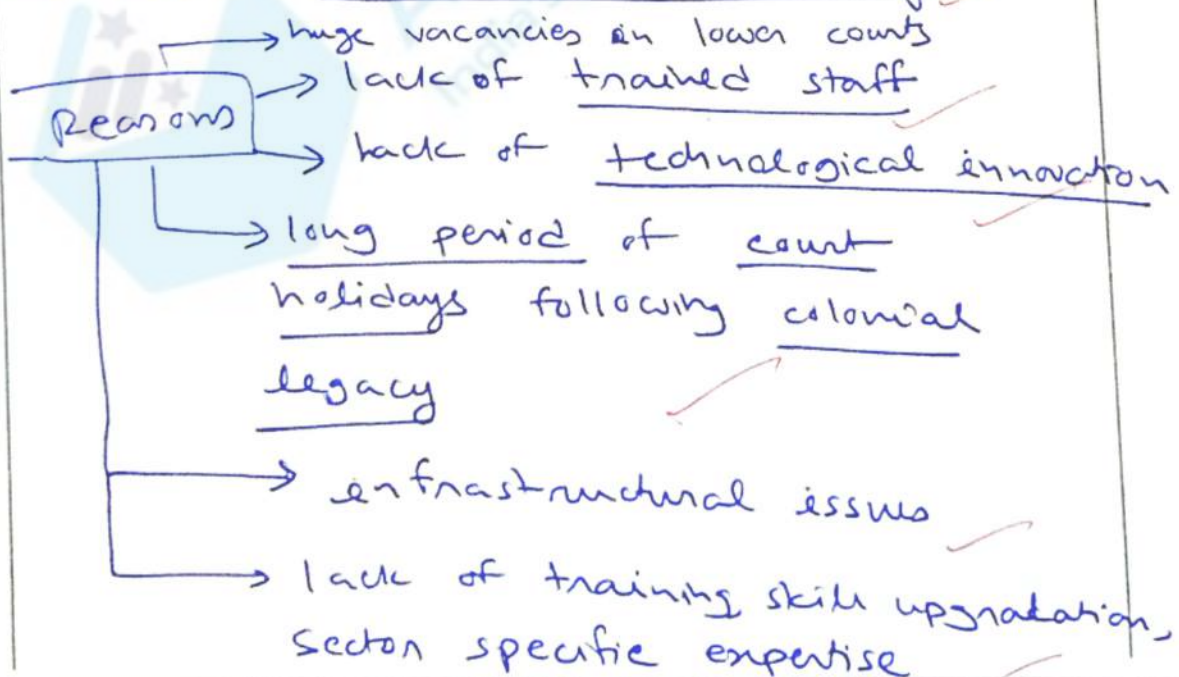 huge vacancies in lower courts
Reasons
lack of trained staff
lack of technological innovation
long period of court
holidays following colonial
legacy
infrastructural issues
lack of training skill upgradation,
sector specific expertise